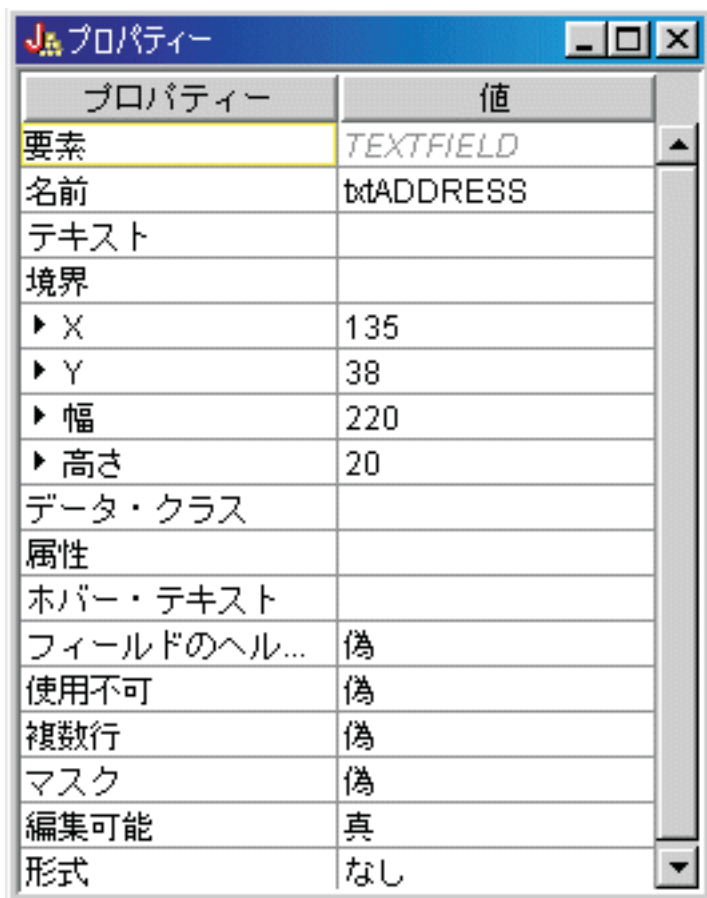 プロパティー
プロパティー 値
要素 TEXTFIELD
名前 txtADDRESS
テキスト
境界
X 135
Y 38
幅 220
高さ 20
データ・クラス
属性
ホバー・テキスト
フィールドのヘル... 偽
使用不可 偽
複数行 偽
マスク 偽
編集可能 真
形式 なし